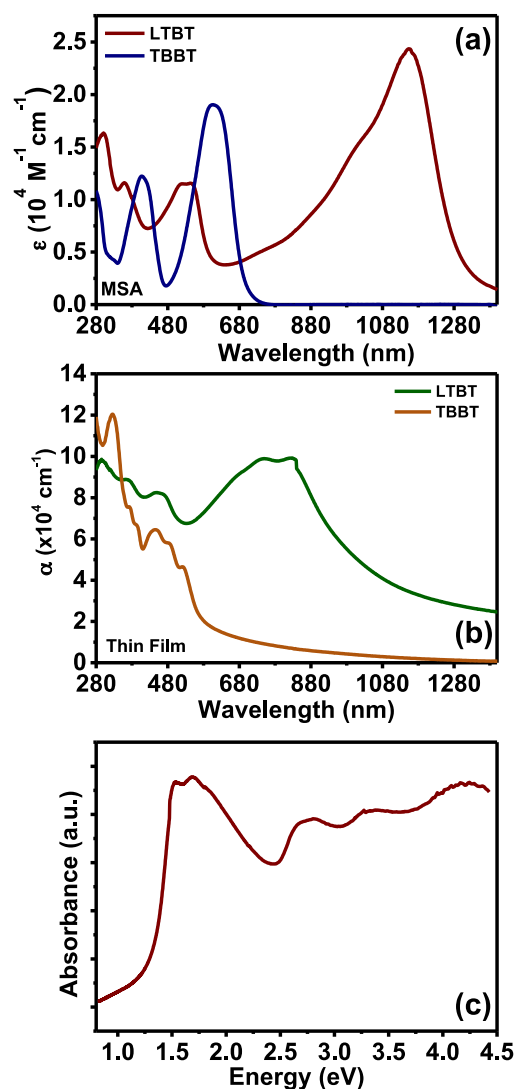 LTBT
TBBT
(a)
ε (10⁴ M⁻¹ cm⁻¹)
2.5
2.0
1.5
1.0
0.5
0.0
MSA
280 480 680 880 1080 1280
Wavelength (nm)
LTBT
TBBT
α (x10⁴ cm⁻¹)
14
12
10
8
6
4
2
0
Thin Film
(b)
280 480 680 880 1080 1280
Wavelength (nm)
Absorbance (a.u.)
(c)
1.0 1.5 2.0 2.5 3.0 3.5 4.0 4.5
Energy (eV)